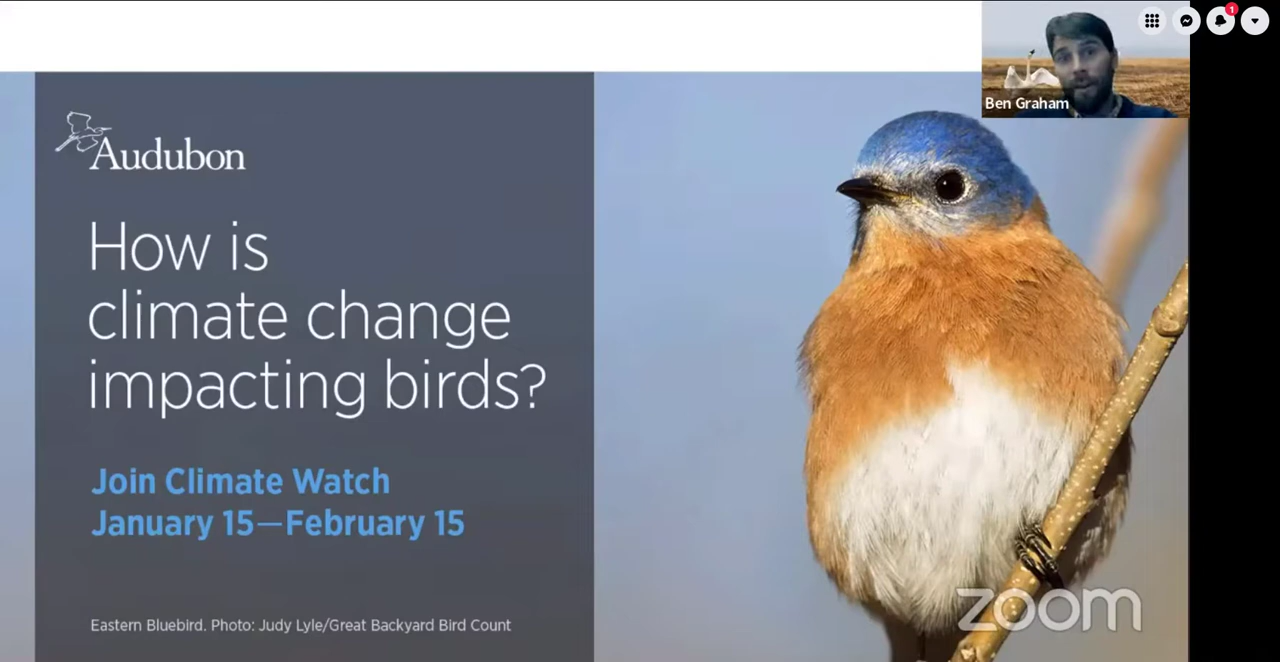 1
Ben Graham
Audubon
How is
climate change
impacting birds?
Join Climate Watch
January 15—February 15
Eastern Bluebird. Photo: Judy Lyle/Great Backyard Bird Count
zoom